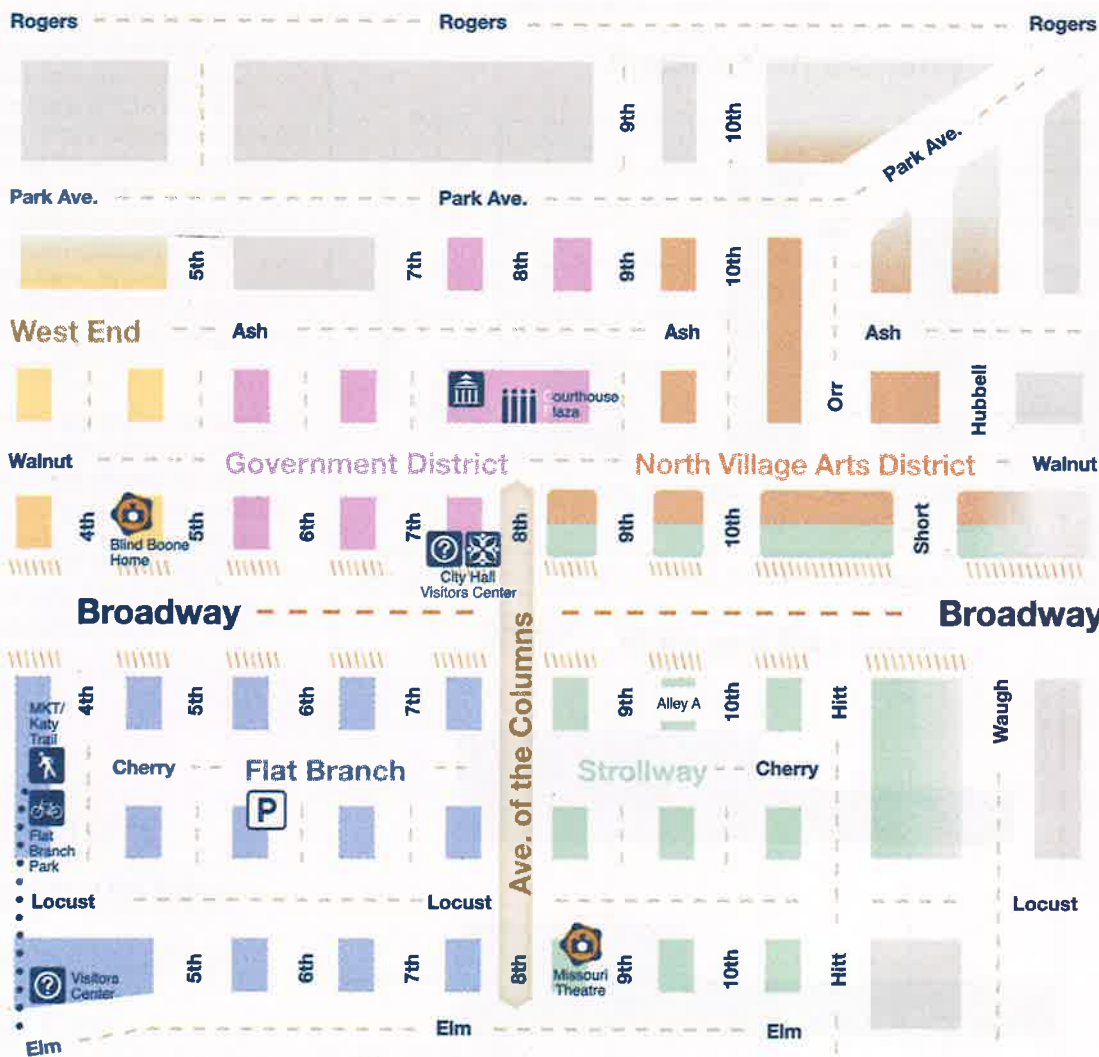 Rogers
Rogers
Rogers
9th
10th
Park Ave.
Park Ave.
Park Ave.
5th
7th
8th
9th
10th
West End
Ash
Ash
Ash
Orr
Hubbell
Courthouse
Plaza
Walnut
Government District
North Village Arts District
Walnut
4th
Blind Boone
Home
5th
6th
7th
?
City Hall
Visitors Center
8th
9th
10th
Short
Broadway
Broadway
Ave. of the Columns
MKT/
Katy
Trail
4th
5th
6th
7th
9th
Alley A
10th
Hitt
Waugh
Cherry
Flat Branch
Strollway
Cherry
P
Flat
Branch
Park
Locust
Locust
Locust
?
Visitors
Center
5th
6th
7th
8th
Missouri
Theatre
9th
10th
Hitt
Elm
Elm
Elm